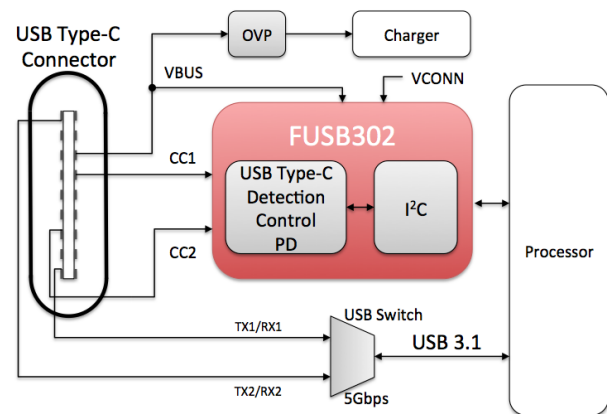 USB Type-C
Connector
OVP
Charger
VBUS
VCONN
FUSB302
CC1
USB Type-C
Detection
Control
PD
I²C
Processor
CC2
USB Switch
TX1/RX1
USB 3.1
TX2/RX2
5Gbps